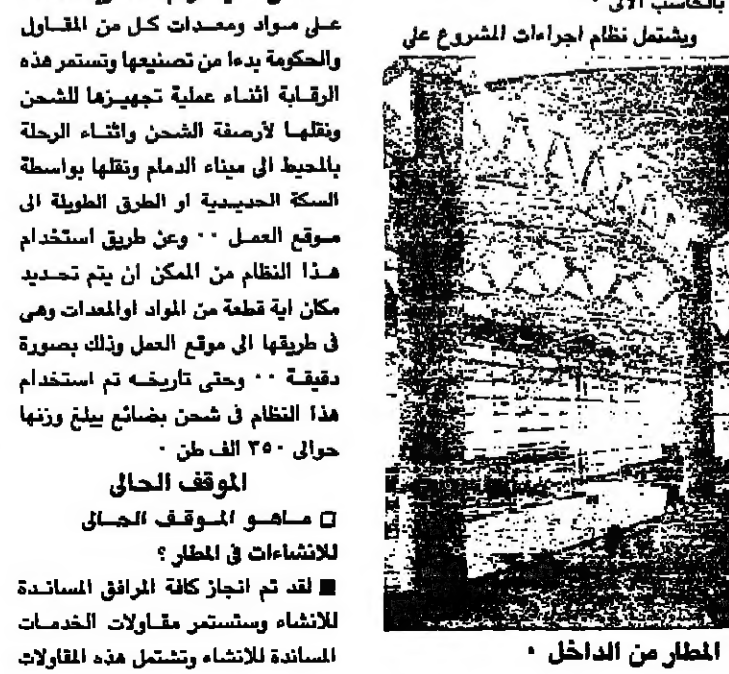 بالحاسب الآلى ·
ويشتمل نظام اجراءات المشروع على
المطار من الداخل ·
على مواد ومعدات كل من المقاول
والحكومة بدءا من تصنيعها وتستمر هذه
الرقابة اثناء عملية تجهيزها للشحن
ونقلها لأرصفة الشحن واثناء الرحلة
بالمحيط الى ميناء الدمام ونقلها بواسطة
السكة الحديدية او الطرق الطويلة الى
موقع العمل ·· وعن طريق استخدام
هذا النظام من الممكن ان يتم تحديد
مكان اية قطعة من المواد اوالمعدات وهى
فى طريقها الى موقع العمل وذلك بصورة
دقيقة ·· وحتى تاريخه تم استخدام
هذا النظام فى شحن بضائع يبلغ وزنها
حوالى ٣٥٠ الف طن ·
الموقف الحالى
□ ماهو الموقف الحالى
للانشاءات فى المطار ؟
■ لقد تم انجاز كافة المرافق المساندة
للانشاء وستستمر مقاولات الخدمات
المساندة للانشاء وتشتمل هذه المقاولات